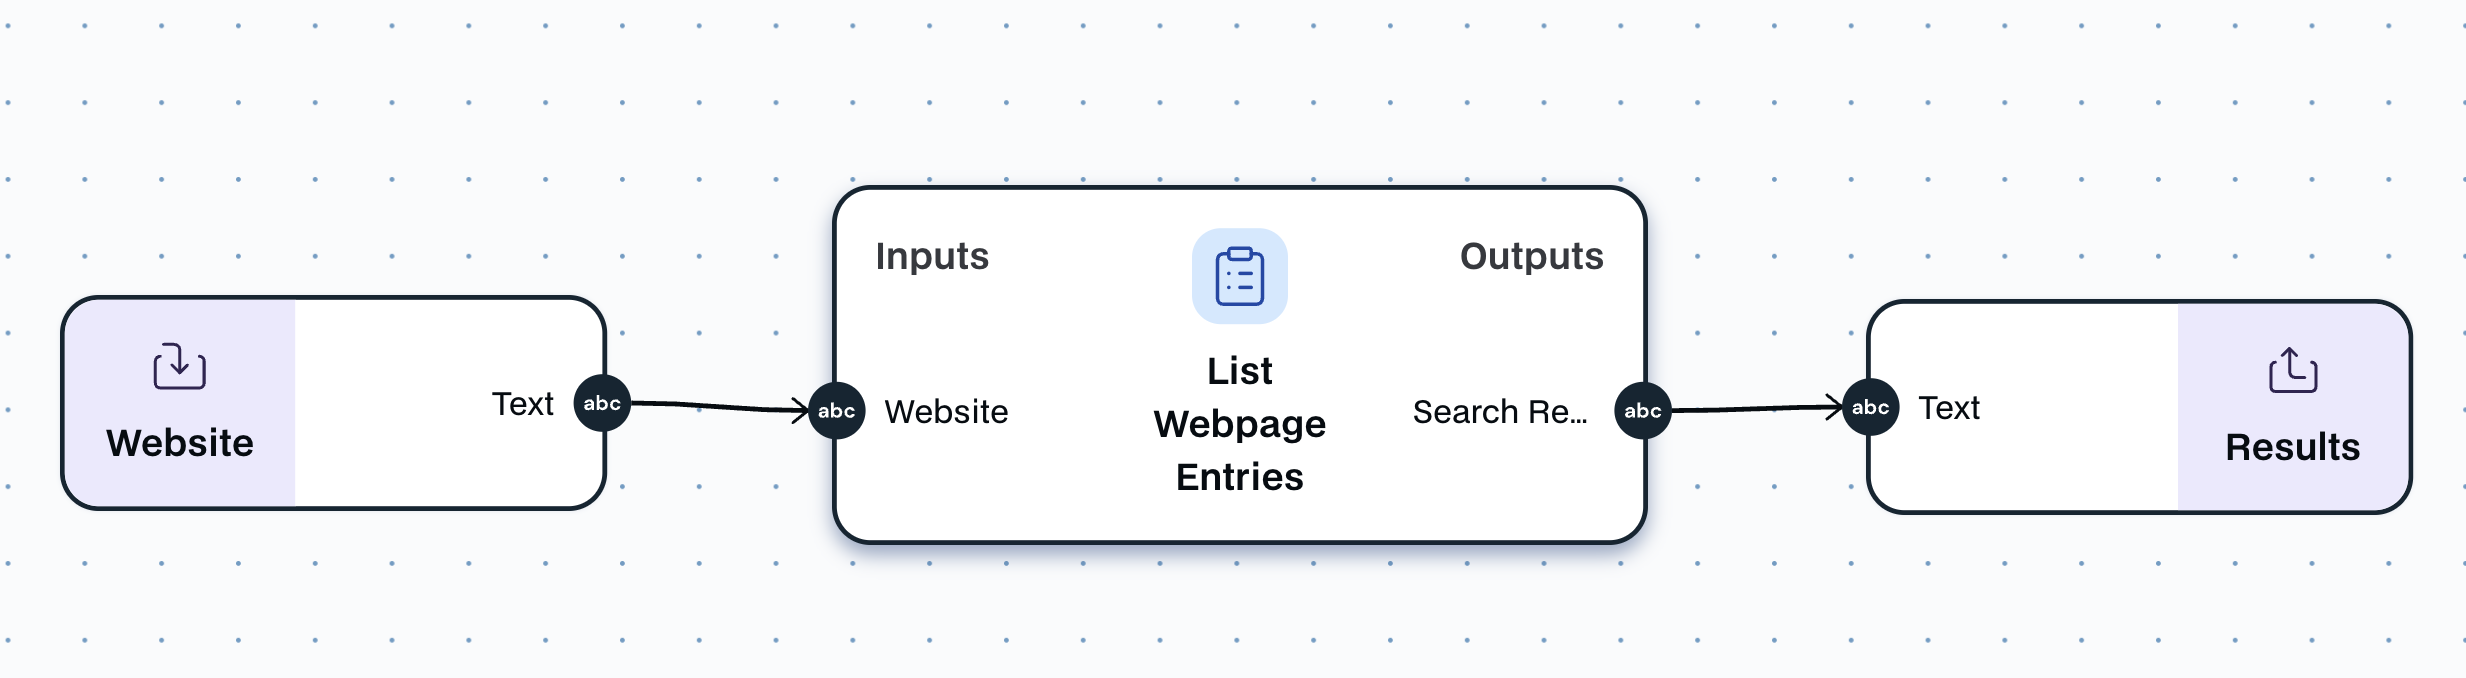 Website
Text
abc
abc
Inputs
Website
List
Webpage
Entries
Outputs
Search Re...
abc
abc
Text
Results